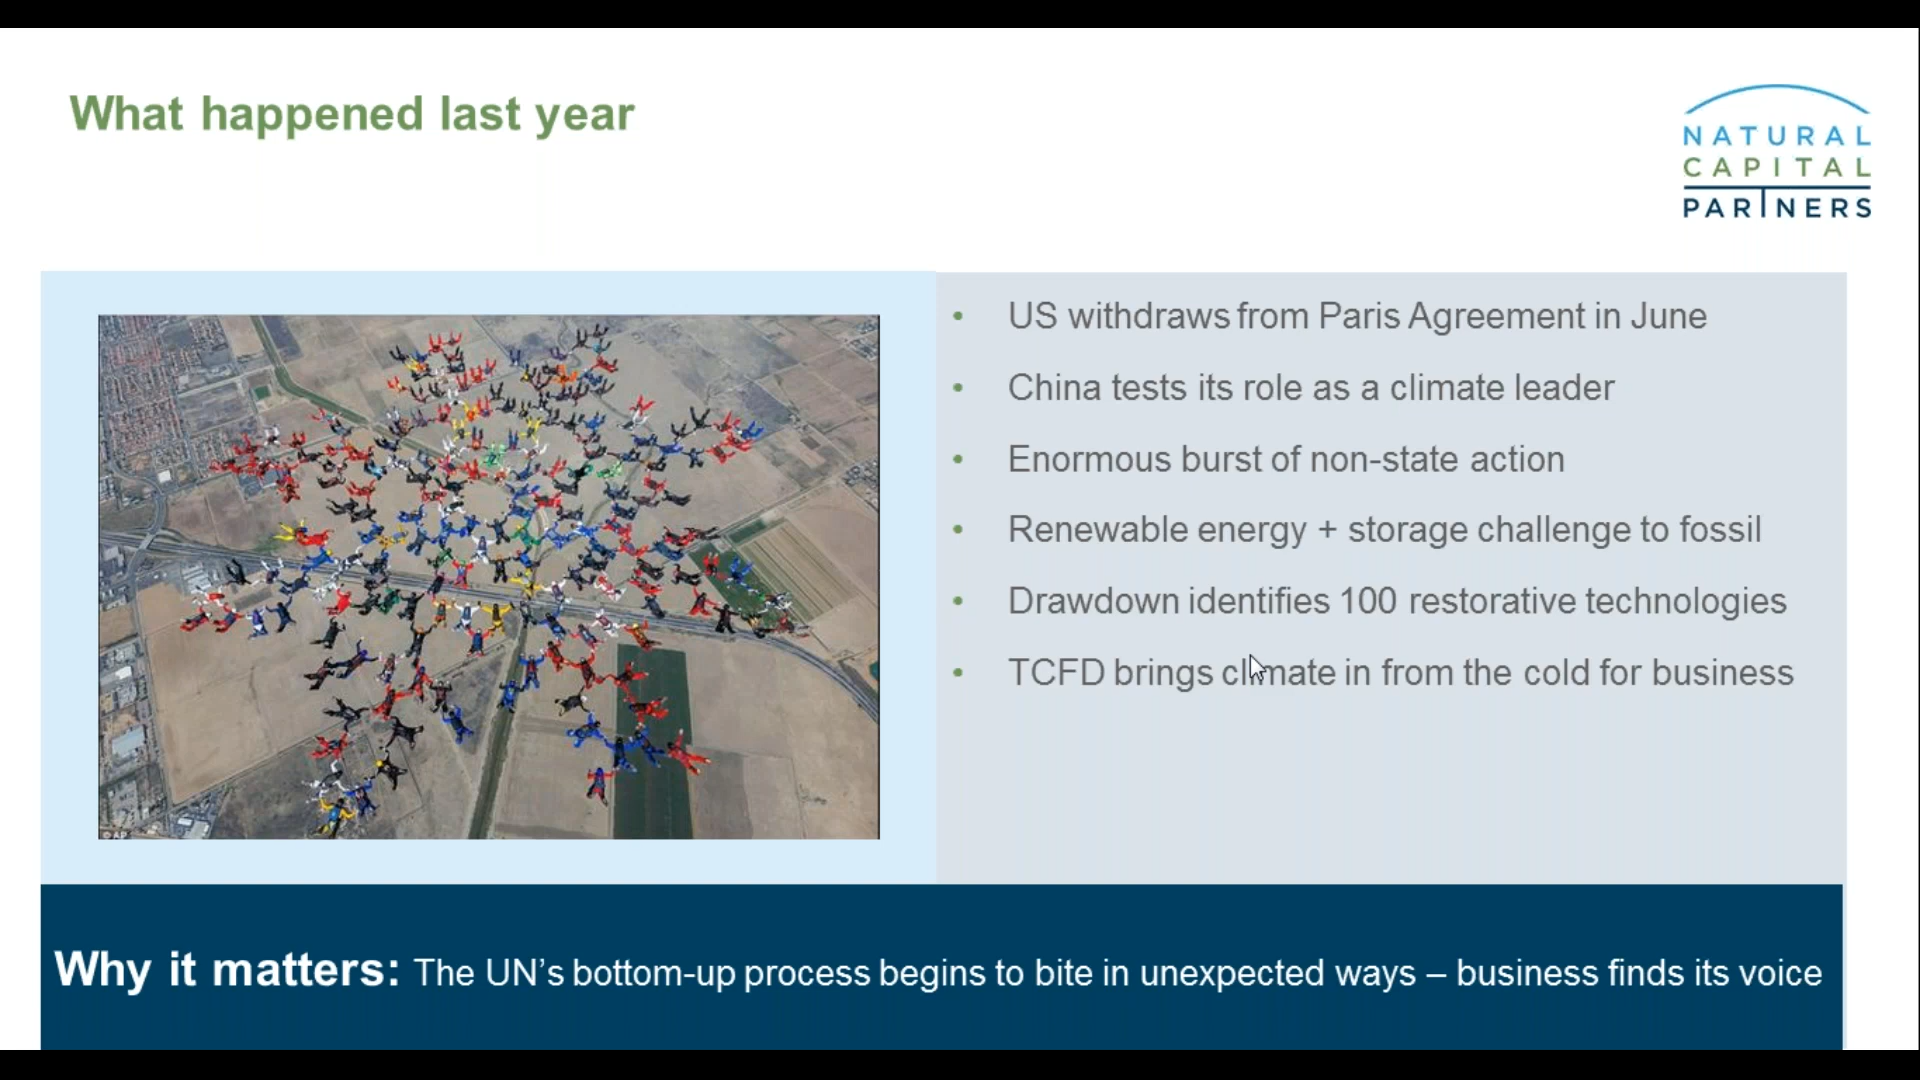 What happened last year
NATURAL
CAPITAL
PARTNERS
• US withdraws from Paris Agreement in June
• China tests its role as a climate leader
• Enormous burst of non-state action
• Renewable energy + storage challenge to fossil
• Drawdown identifies 100 restorative technologies
• TCFD brings climate in from the cold for business
© AP
Why it matters: The UN’s bottom-up process begins to bite in unexpected ways – business finds its voice